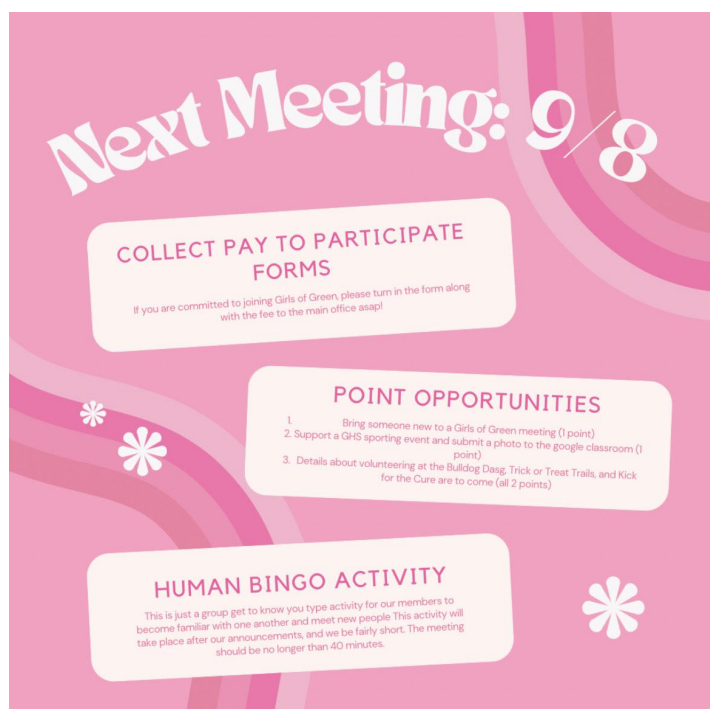 Next Meeting: 9/8
COLLECT PAY TO PARTICIPATE
FORMS
If you are committed to joining Girls of Green, please turn in the form along
with the fee to the main office asap!
POINT OPPORTUNITIES
1. Bring someone new to a Girls of Green meeting (1 point)
2. Support a GHS sporting event and submit a photo to the google classroom (1
point)
3. Details about volunteering at the Bulldog Dasg, Trick or Treat Trails, and Kick
for the Cure are to come (all 2 points)
HUMAN BINGO ACTIVITY
This is just a group get to know you type activity for our members to
become familiar with one another and meet new people This activity will
take place after our announcements, and we be fairly short. The meeting
should be no longer than 40 minutes.